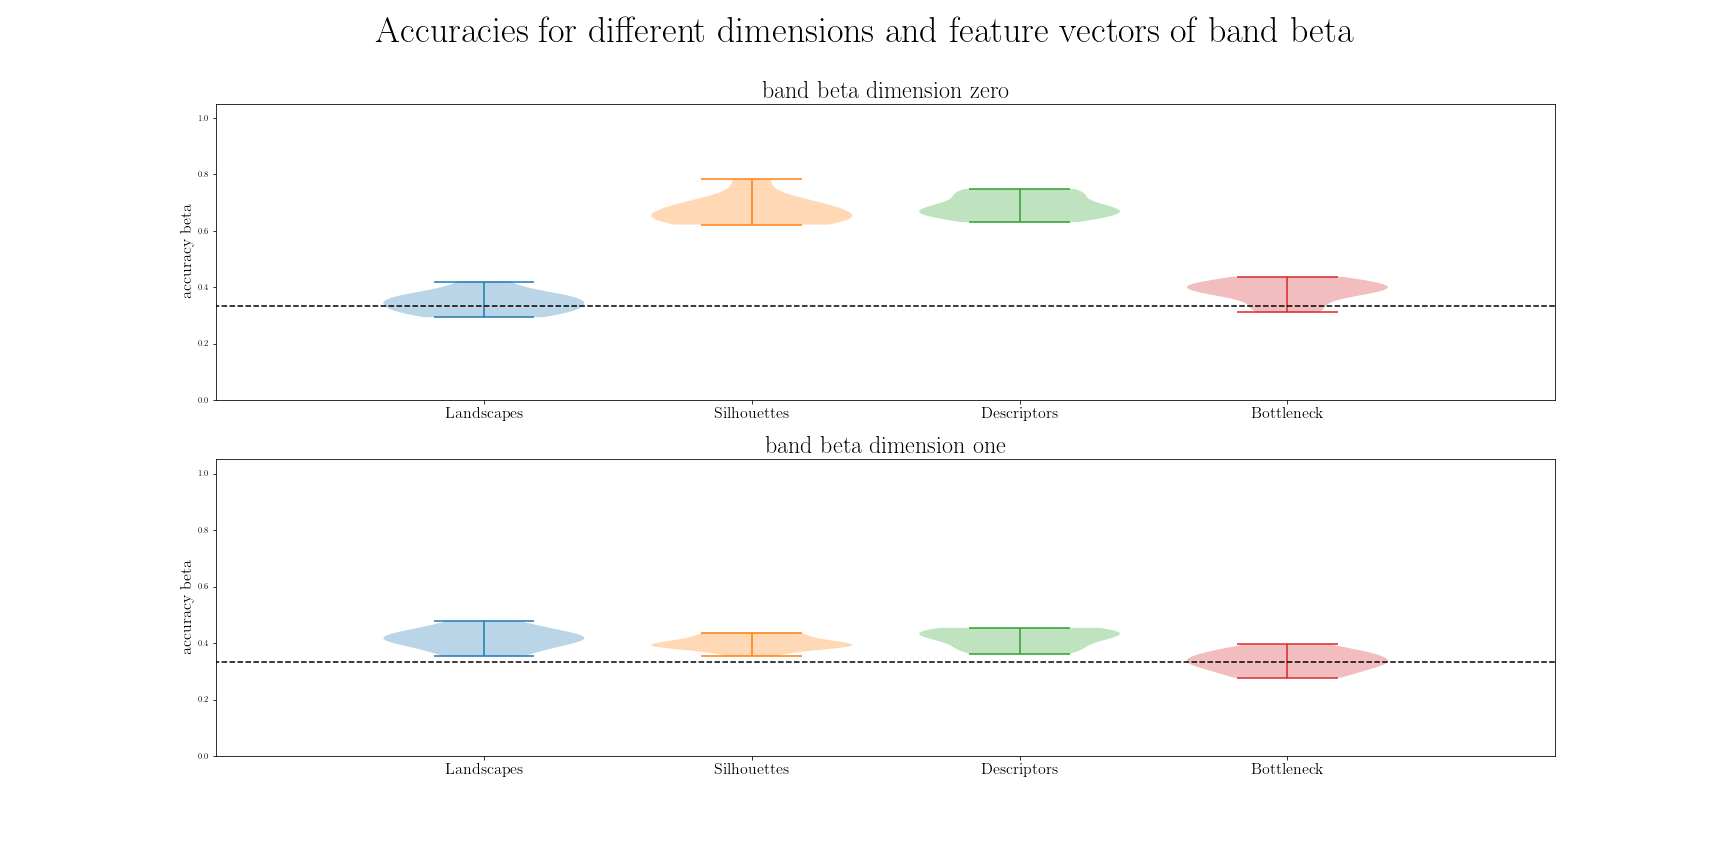 Accuracies for different dimensions and feature vectors of band beta
band beta dimension zero
1.0
0.8
0.6
0.4
0.2
0.0
accuracy beta
Landscapes Silhouettes Descriptors Bottleneck
band beta dimension one
1.0
0.8
0.6
0.4
0.2
0.0
accuracy beta
Landscapes Silhouettes Descriptors Bottleneck